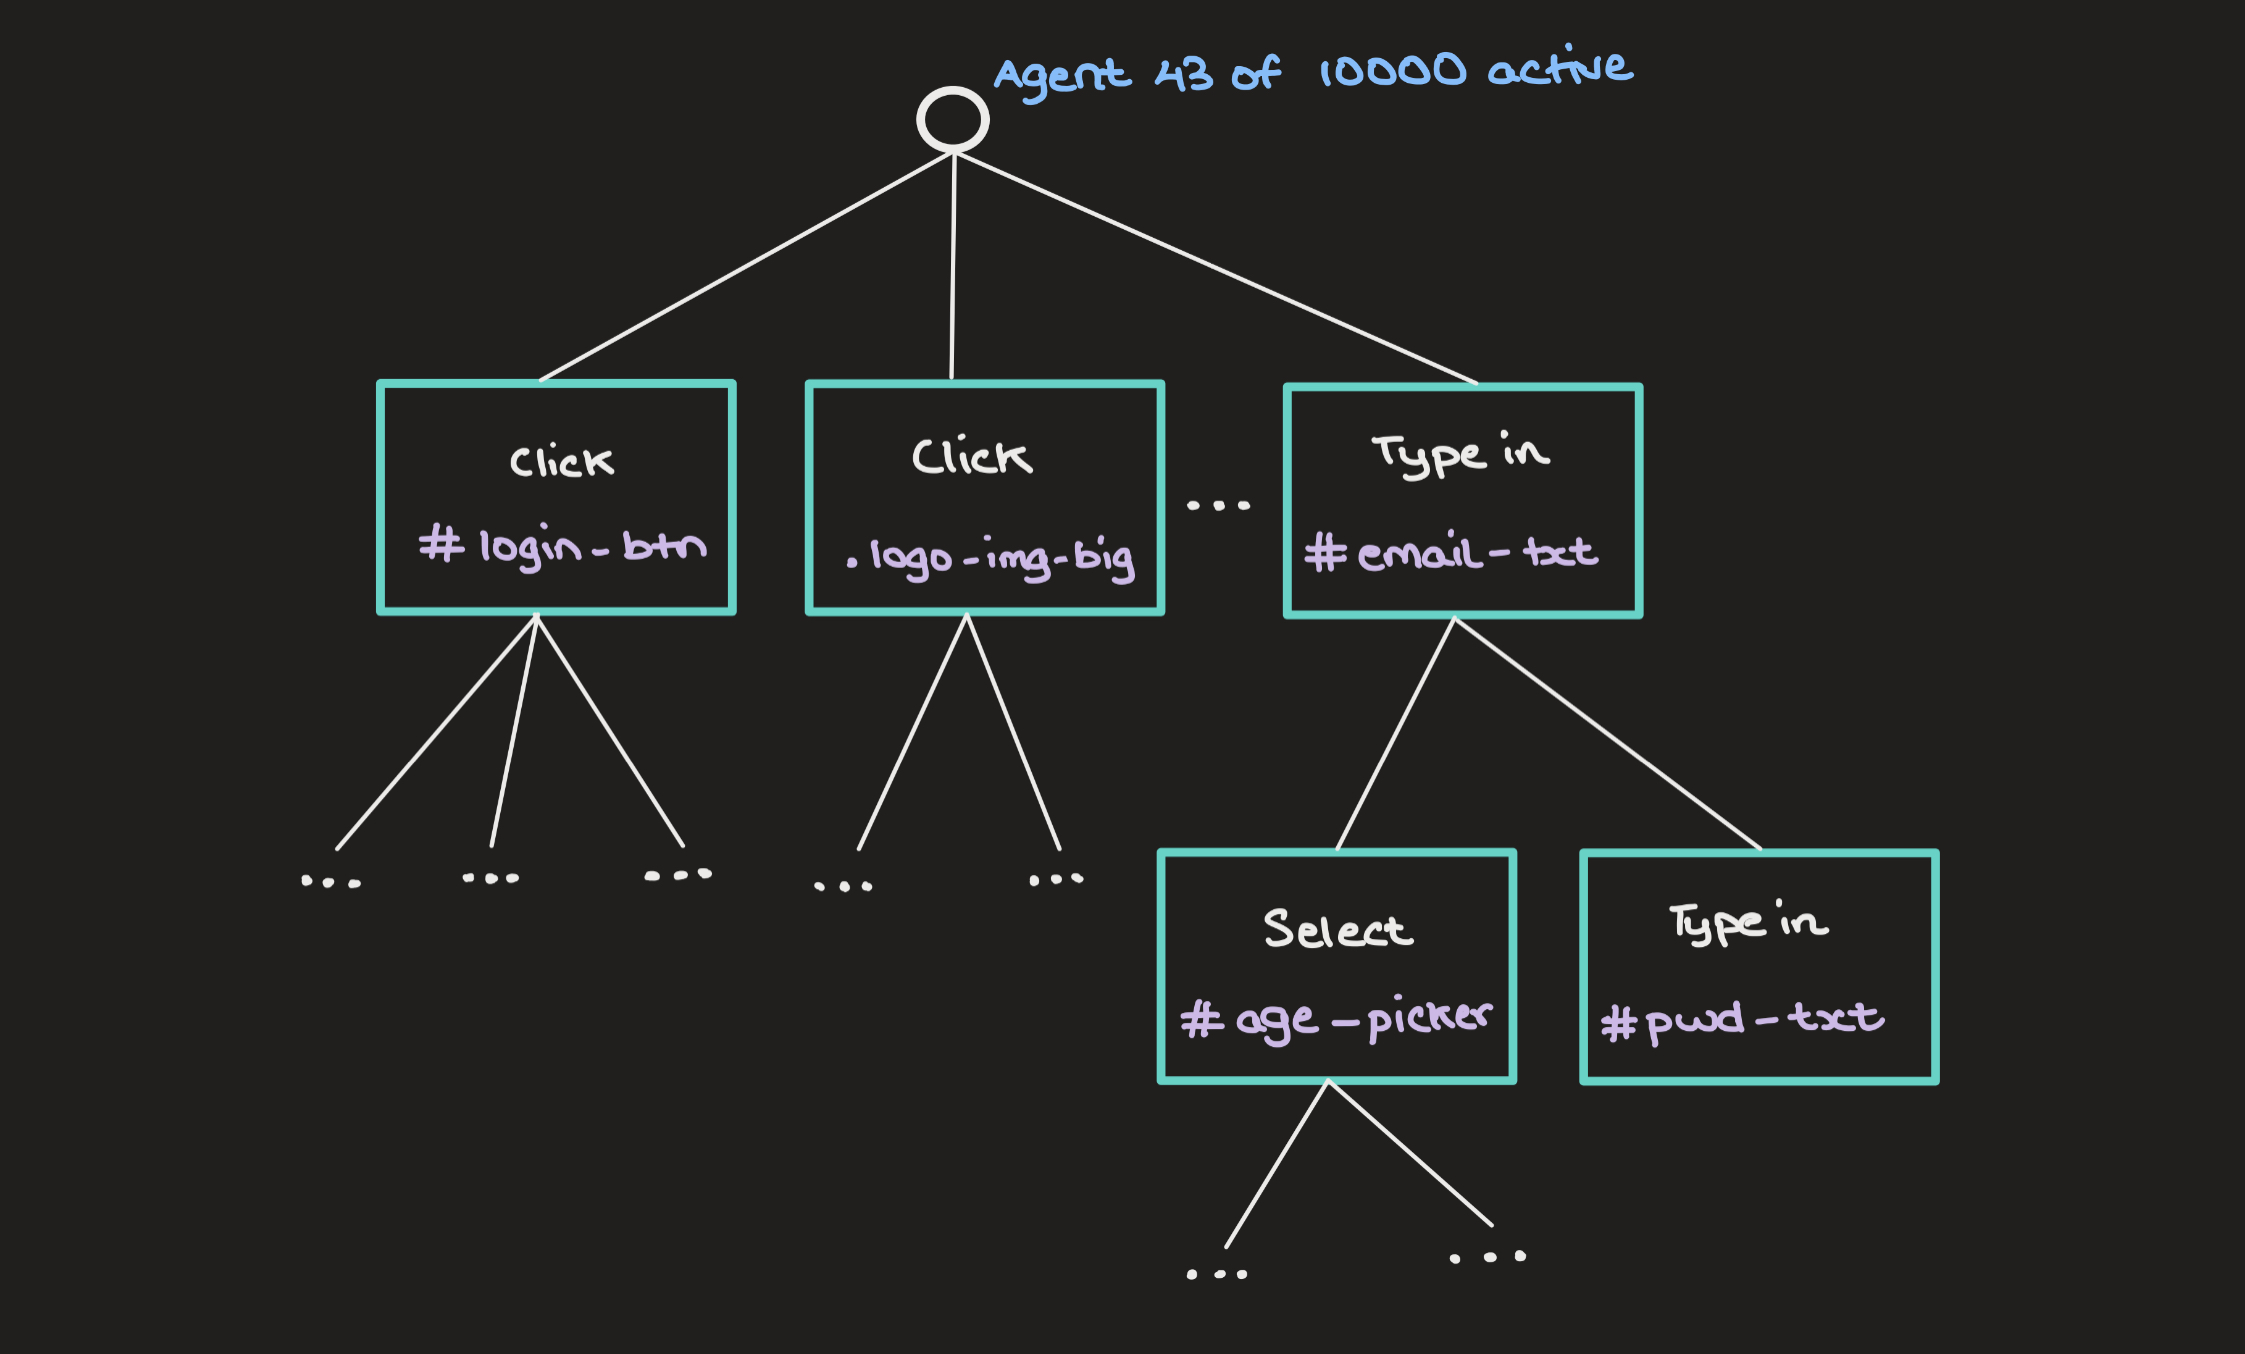 Agent 43 of 10000 active
Click
#login-btn
Click
.logo-img-big
...
Type in
#email-txt
...
...
...
...
...
Select
#age-picker
Type in
#pwd-txt
...
...